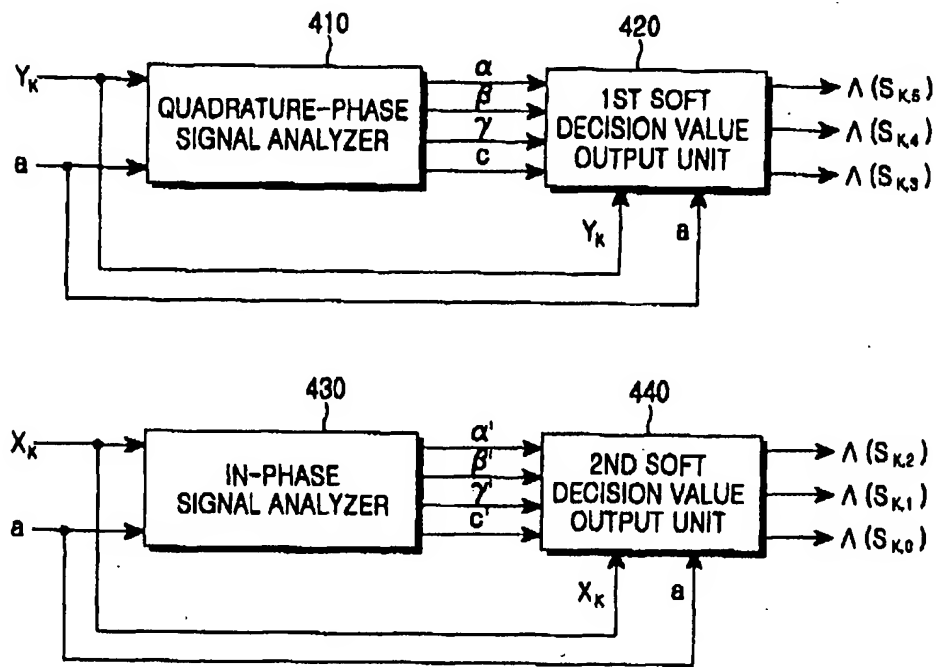 410
420
Y_K
a
QUADRATURE-PHASE
SIGNAL ANALYZER
α
β
γ
c
1ST SOFT
DECISION VALUE
OUTPUT UNIT
Λ(S_K,5)
Λ(S_K,4)
Λ(S_K,3)
Y_K
a
430
440
X_K
a
IN-PHASE
SIGNAL ANALYZER
α'
β'
γ'
c'
2ND SOFT
DECISION VALUE
OUTPUT UNIT
Λ(S_K,2)
Λ(S_K,1)
Λ(S_K,0)
X_K
a